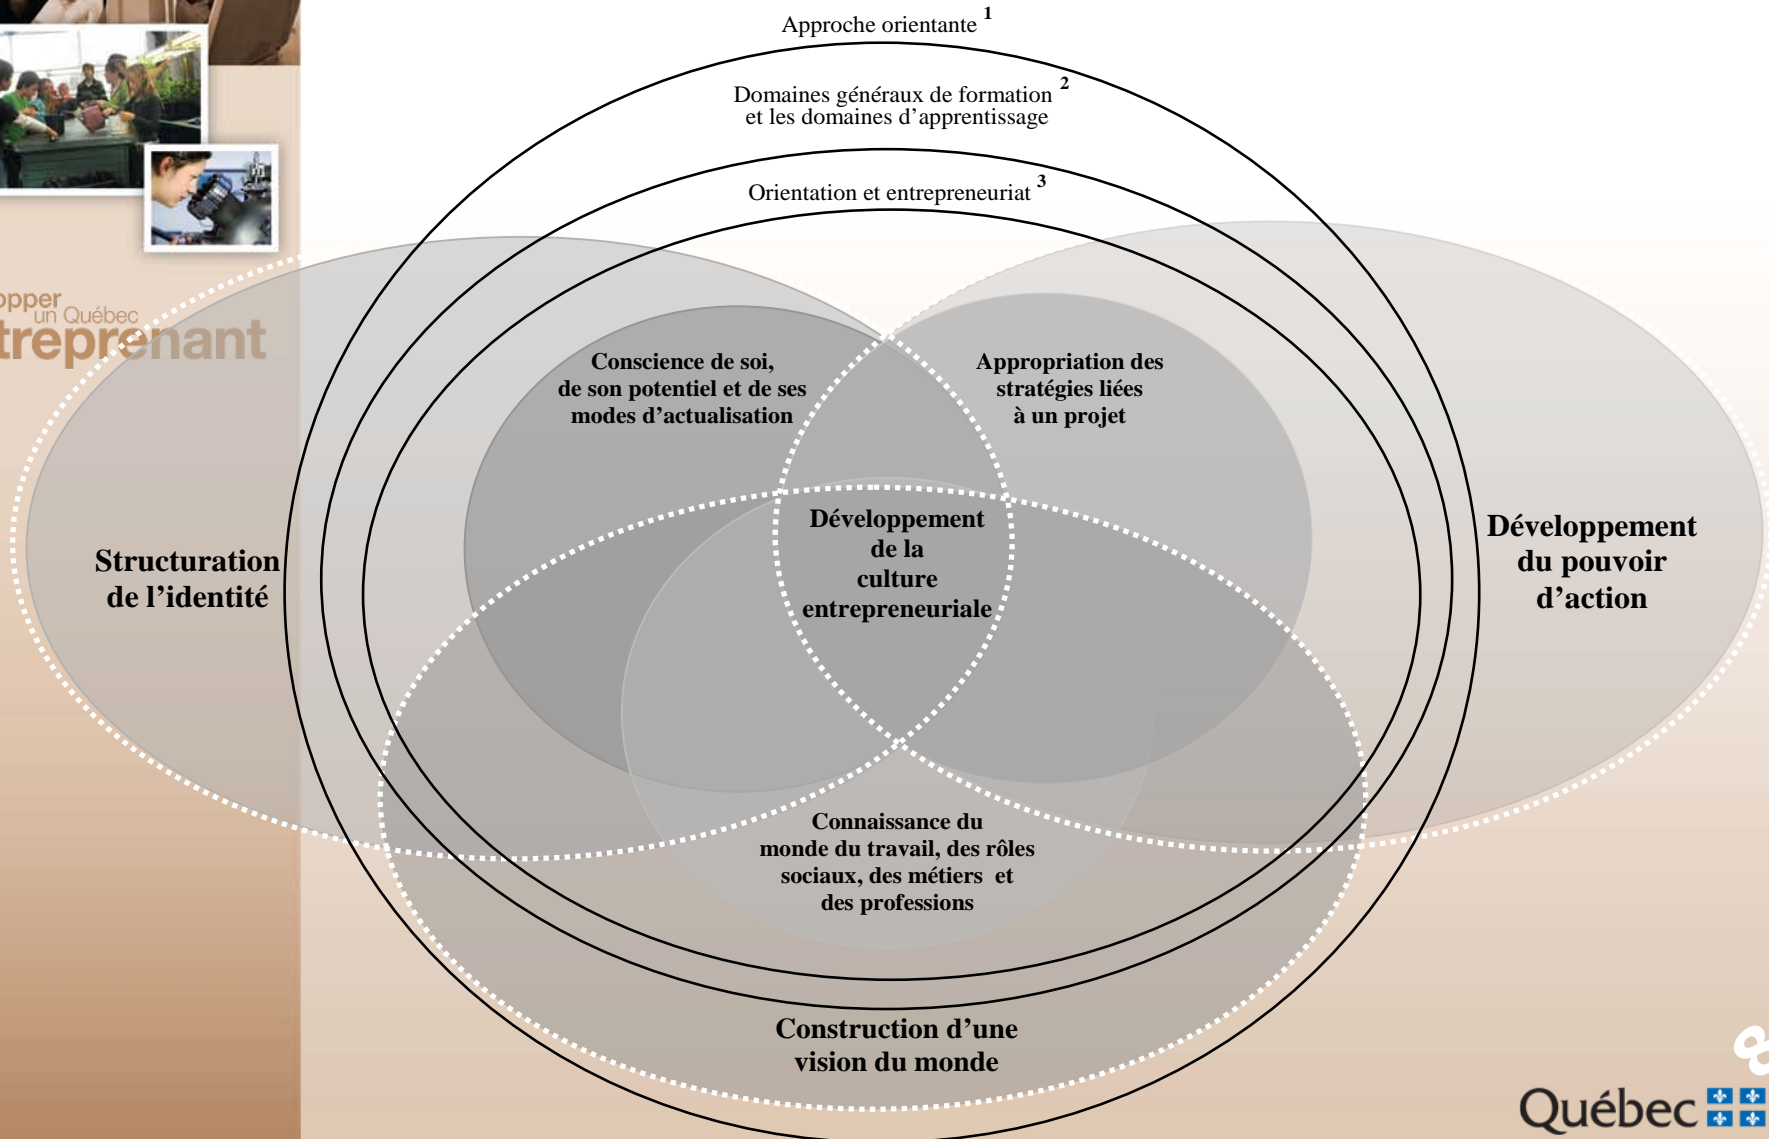 Approche orientante 1
Domaines généraux de formation 2
et les domaines d'apprentissage
Orientation et entrepreneuriat 3
opper
un Québec
treprenant
Conscience de soi,
de son potentiel et de ses
modes d'actualisation
Appropriation des
stratégies liées
à un projet
Structuration
de l'identité
Développement
de la
culture
entrepreneuriale
Développement
du pouvoir
d'action
Connaissance du
monde du travail, des rôles
sociaux, des métiers et
des professions
Construction d'une
vision du monde
8
Québec